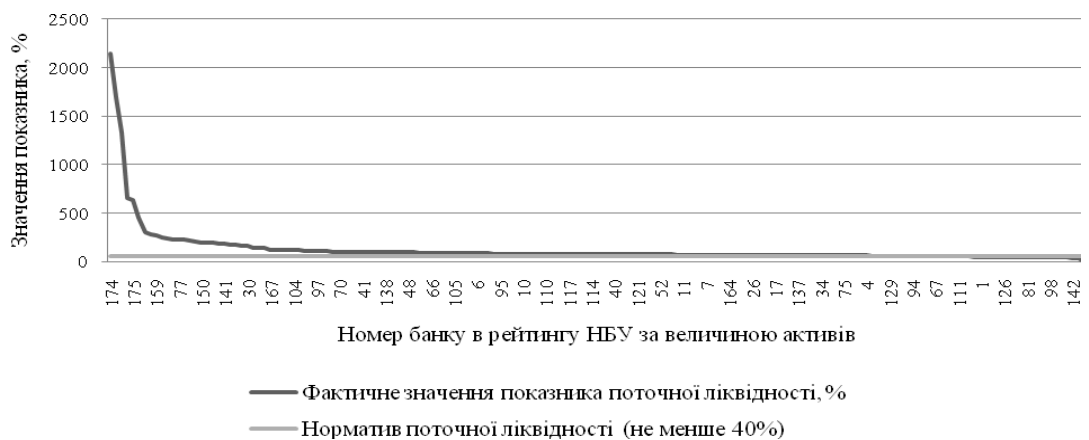 Значення показника, %
2500
2000
1500
1000
500
0
174 175 159 77 150 141 30 167 104 97 70 41 138 48 66 105 6 95 10 110 117 114 40 121 52 11 7 164 26 17 137 34 75 4 129 94 67 111 1 126 81 98 142
Номер банку в рейтингу НБУ за величиною активів
Фактичне значення показника поточної ліквідності, %
Норматив поточної ліквідності (не менше 40%)